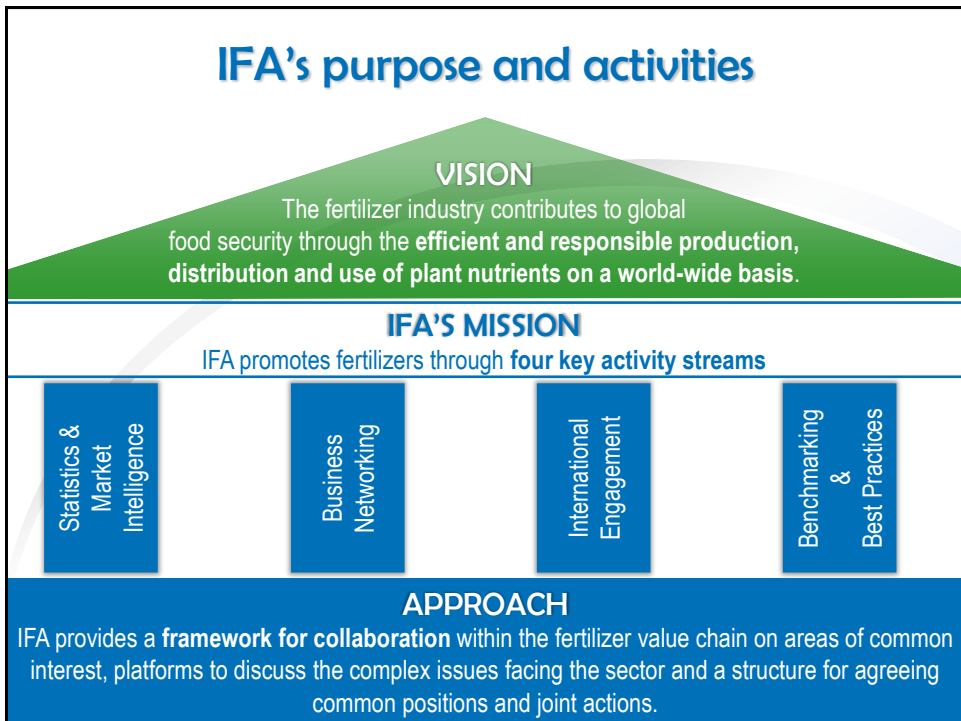 IFA's purpose and activities
VISION
The fertilizer industry contributes to global
food security through the efficient and responsible production,
distribution and use of plant nutrients on a world-wide basis.
IFA'S MISSION
IFA promotes fertilizers through four key activity streams
Statistics &
Market
Intelligence
Business
Networking
International
Engagement
Benchmarking
&
Best Practices
APPROACH
IFA provides a framework for collaboration within the fertilizer value chain on areas of common
interest, platforms to discuss the complex issues facing the sector and a structure for agreeing
common positions and joint actions.